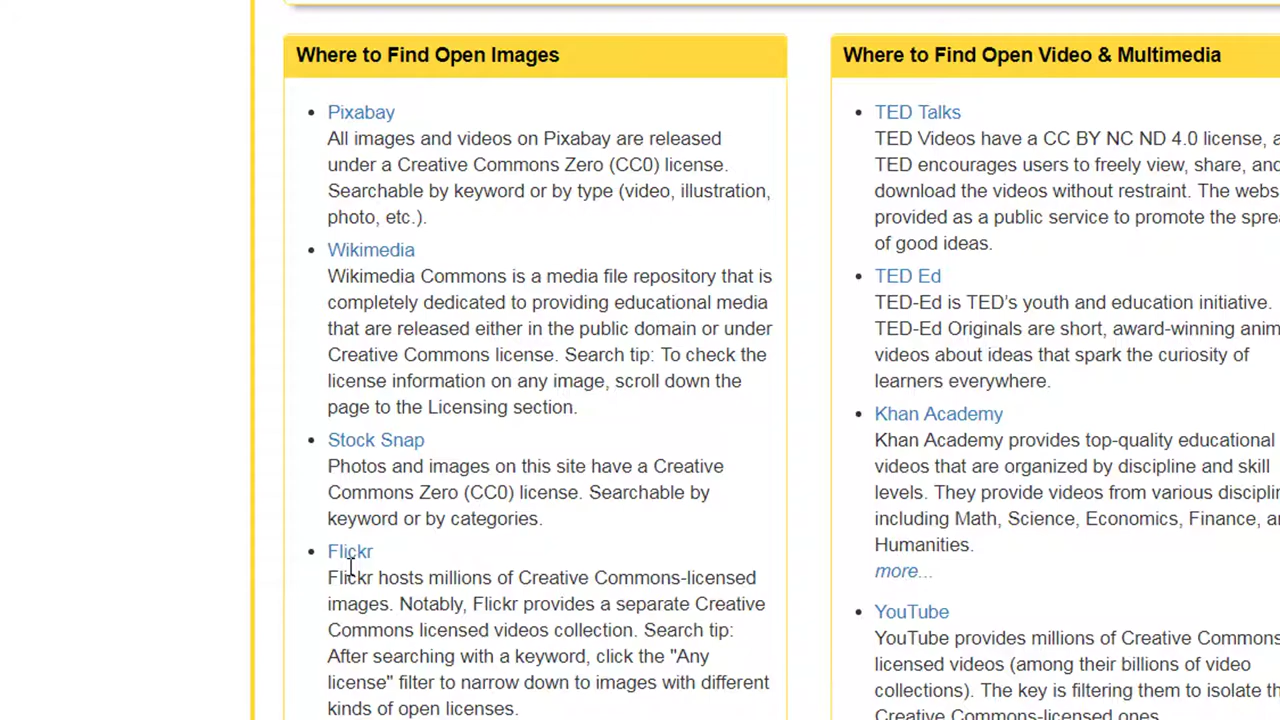 Where to Find Open Images
Pixabay
All images and videos on Pixabay are released
under a Creative Commons Zero (CC0) license.
Searchable by keyword or by type (video, illustration,
photo, etc.).
Wikimedia
Wikimedia Commons is a media file repository that is
completely dedicated to providing educational media
that are released either in the public domain or under
Creative Commons license. Search tip: To check the
license information on any image, scroll down the
page to the Licensing section.
Stock Snap
Photos and images on this site have a Creative
Commons Zero (CC0) license. Searchable by
keyword or by categories.
Flickr
Flickr hosts millions of Creative Commons-licensed
images. Notably, Flickr provides a separate Creative
Commons licensed videos collection. Search tip:
After searching with a keyword, click the "Any
license" filter to narrow down to images with different
kinds of open licenses.
Where to Find Open Video & Multimedia
TED Talks
TED Videos have a CC BY NC ND 4.0 license,
TED encourages users to freely view, share, and
download the videos without restraint. The
provided as a public service to promote the
of good ideas.
TED Ed
TED-Ed is TED's youth and education initiative.
TED-Ed Originals are short, award-winning
videos about ideas that spark the curiosity of
learners everywhere.
Khan Academy
Khan Academy provides top-quality educational
videos that are organized by discipline and skill
levels. They provide videos from various
including Math, Science, Economics, Finance,
Humanities.
more...
YouTube
YouTube provides millions of Creative Commons
licensed videos (among their billions of video
collections). The key is filtering them to isolate
Creative Commons-licensed ones